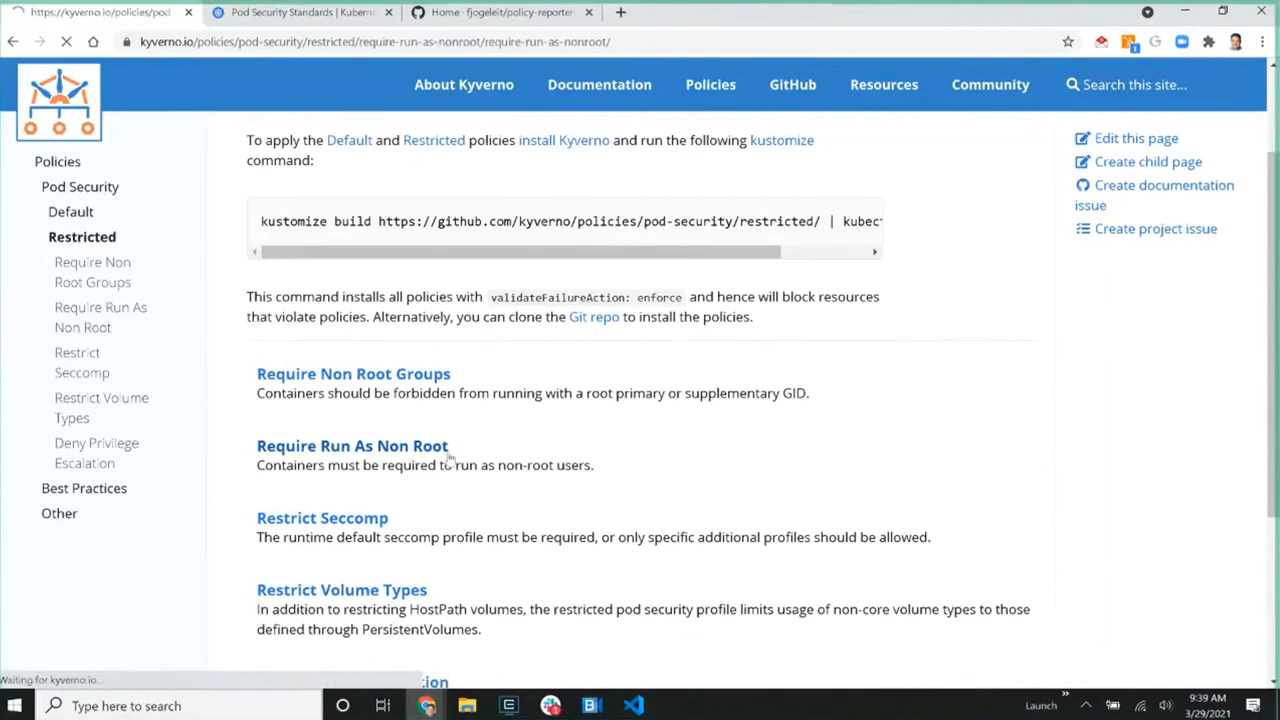 https://kyverno.io/policies/pod
Pod Security Standards | Kubern
Home · fjogeleit/policy-reporter
kyverno.io/policies/pod-security/restricted/require-run-as-nonroot/require-run-as-nonroot/
About Kyverno
Documentation
Policies
GitHub
Resources
Community
Search this site...
Policies
Pod Security
Default
Restricted
Require Non
Root Groups
Require Run As
Non Root
Restrict
Seccomp
Restrict Volume
Types
Deny Privilege
Escalation
Best Practices
Other
To apply the Default and Restricted policies install Kyverno and run the following kustomize
command:
kustomize build https://github.com/kyverno/policies/pod-security/restricted/ | kubec
This command installs all policies with validateFailureAction: enforce and hence will block resources
that violate policies. Alternatively, you can clone the Git repo to install the policies.
Require Non Root Groups
Containers should be forbidden from running with a root primary or supplementary GID.
Require Run As Non Root
Containers must be required to run as non-root users.
Restrict Seccomp
The runtime default seccomp profile must be required, or only specific additional profiles should be allowed.
Restrict Volume Types
In addition to restricting HostPath volumes, the restricted pod security profile limits usage of non-core volume types to those
defined through PersistentVolumes.
tion
Edit this page
Create child page
Create documentation
issue
Create project issue
Waiting for kyverno.io...
Type here to search
Launch
9:39 AM
3/29/2021